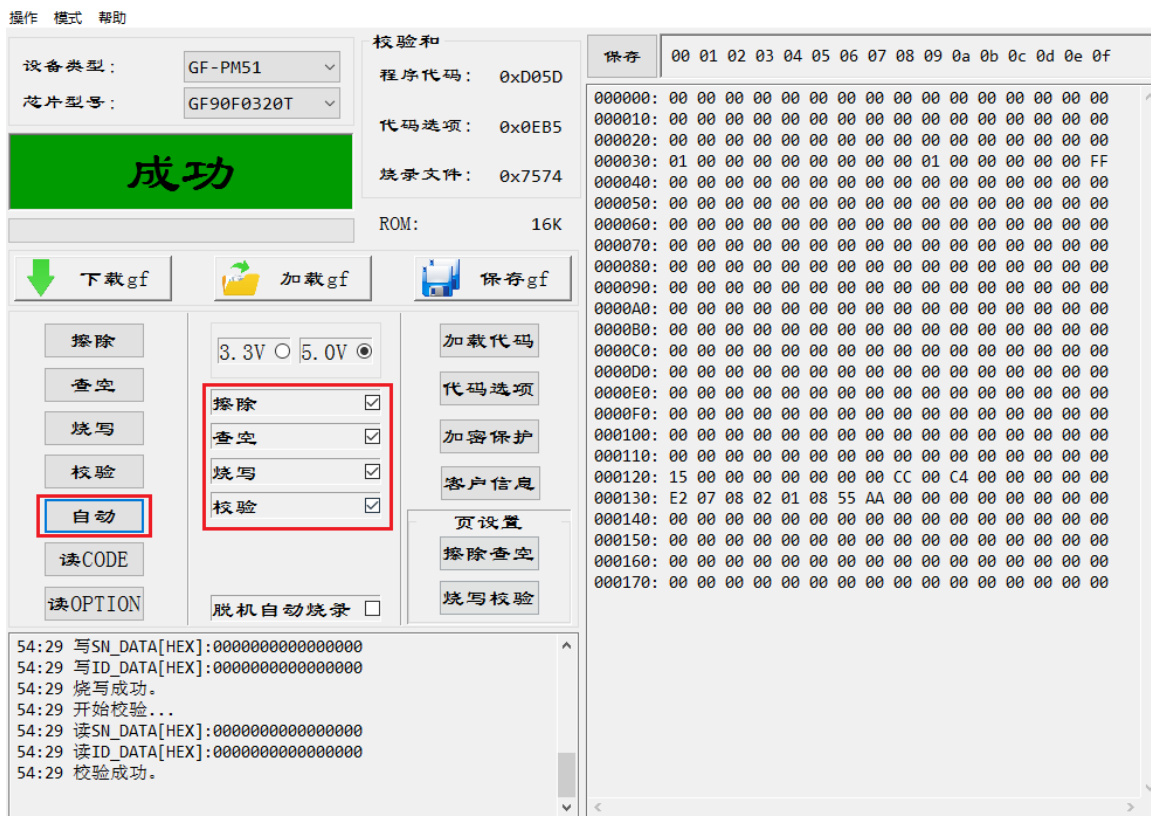 操作 模式 帮助
设备类型: GF-PM51
芯片型号: GF90F0320T
成功
校验和
程序代码: 0xD05D
代码选项: 0x0EB5
烧录文件: 0x7574
ROM: 16K
下载gf 加载gf 保存gf
擦除
查空
烧写
校验
自动
读CODE
读OPTION
3.3V 5.0V
擦除
查空
烧写
校验
脱机自动烧录
加载代码
代码选项
加密保护
客户信息
页设置
擦除查空
烧写校验
54:29 写SN_DATA[HEX]:0000000000000000
54:29 写ID_DATA[HEX]:0000000000000000
54:29 烧写成功。
54:29 开始校验...
54:29 读SN_DATA[HEX]:0000000000000000
54:29 读ID_DATA[HEX]:0000000000000000
54:29 校验成功。
保存 00 01 02 03 04 05 06 07 08 09 0a 0b 0c 0d 0e 0f
000000: 00 00 00 00 00 00 00 00 00 00 00 00 00 00 00 00
000010: 00 00 00 00 00 00 00 00 00 00 00 00 00 00 00 00
000020: 00 00 00 00 00 00 00 00 00 00 00 00 00 00 00 00
000030: 01 00 00 00 00 00 00 00 00 01 00 00 00 00 00 FF
000040: 00 00 00 00 00 00 00 00 00 00 00 00 00 00 00 00
000050: 00 00 00 00 00 00 00 00 00 00 00 00 00 00 00 00
000060: 00 00 00 00 00 00 00 00 00 00 00 00 00 00 00 00
000070: 00 00 00 00 00 00 00 00 00 00 00 00 00 00 00 00
000080: 00 00 00 00 00 00 00 00 00 00 00 00 00 00 00 00
000090: 00 00 00 00 00 00 00 00 00 00 00 00 00 00 00 00
0000A0: 00 00 00 00 00 00 00 00 00 00 00 00 00 00 00 00
0000B0: 00 00 00 00 00 00 00 00 00 00 00 00 00 00 00 00
0000C0: 00 00 00 00 00 00 00 00 00 00 00 00 00 00 00 00
0000D0: 00 00 00 00 00 00 00 00 00 00 00 00 00 00 00 00
0000E0: 00 00 00 00 00 00 00 00 00 00 00 00 00 00 00 00
0000F0: 00 00 00 00 00 00 00 00 00 00 00 00 00 00 00 00
000100: 00 00 00 00 00 00 00 00 00 00 00 00 00 00 00 00
000110: 00 00 00 00 00 00 00 00 00 00 00 00 00 00 00 00
000120: 15 00 00 00 00 00 00 00 CC 00 C4 00 00 00 00 00
000130: E2 07 08 02 01 08 55 AA 00 00 00 00 00 00 00 00
000140: 00 00 00 00 00 00 00 00 00 00 00 00 00 00 00 00
000150: 00 00 00 00 00 00 00 00 00 00 00 00 00 00 00 00
000160: 00 00 00 00 00 00 00 00 00 00 00 00 00 00 00 00
000170: 00 00 00 00 00 00 00 00 00 00 00 00 00 00 00 00